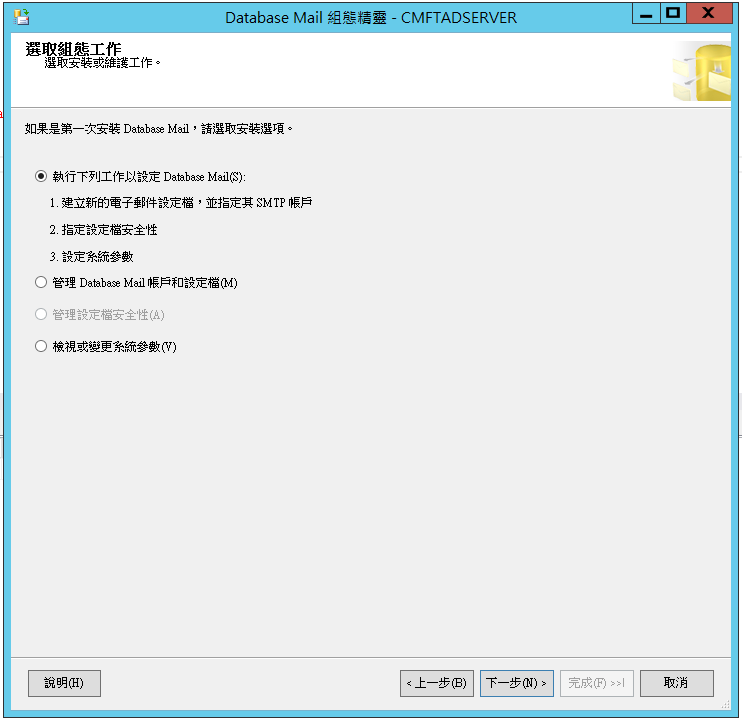 Database Mail 組態精靈 - CMFTADSERVER
選取組態工作
選取安裝或維護工作。
如果是第一次安裝 Database Mail，請選取安裝選項。
執行下列工作以設定 Database Mail(S):
1. 建立新的電子郵件設定檔，並指定其 SMTP 帳戶
2. 指定設定檔安全性
3. 設定系統參數
管理 Database Mail 帳戶和設定檔(M)
管理設定檔安全性(A)
檢視或變更系統參數(V)
說明(H)
< 上一步(B)
下一步(N) >
完成(F) >>|
取消